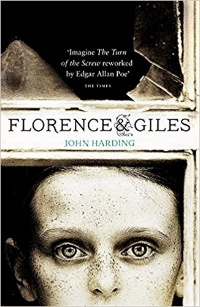 ‘Imagine The Turn
of the Screw reworked
by Edgar Allan Poe’
THE TIMES
FLORENCE & GILES
JOHN HARDING